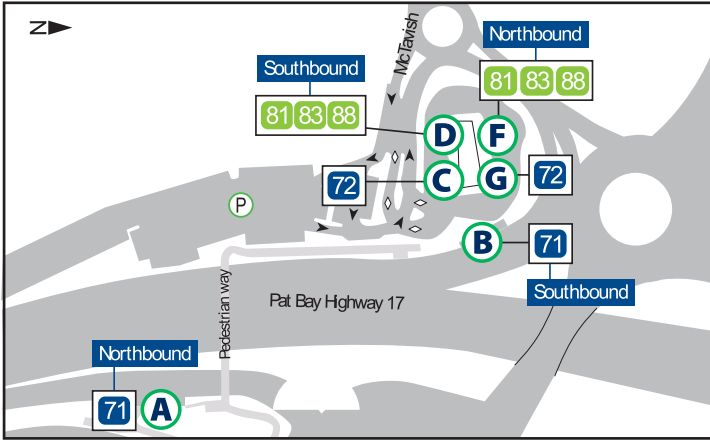 N
McTavish
Northbound
81 83 88
Southbound
81 83 88
D
F
72
C
G
72
P
B
71
Southbound
Pedestrian way
Pat Bay Highway 17
Northbound
71
A